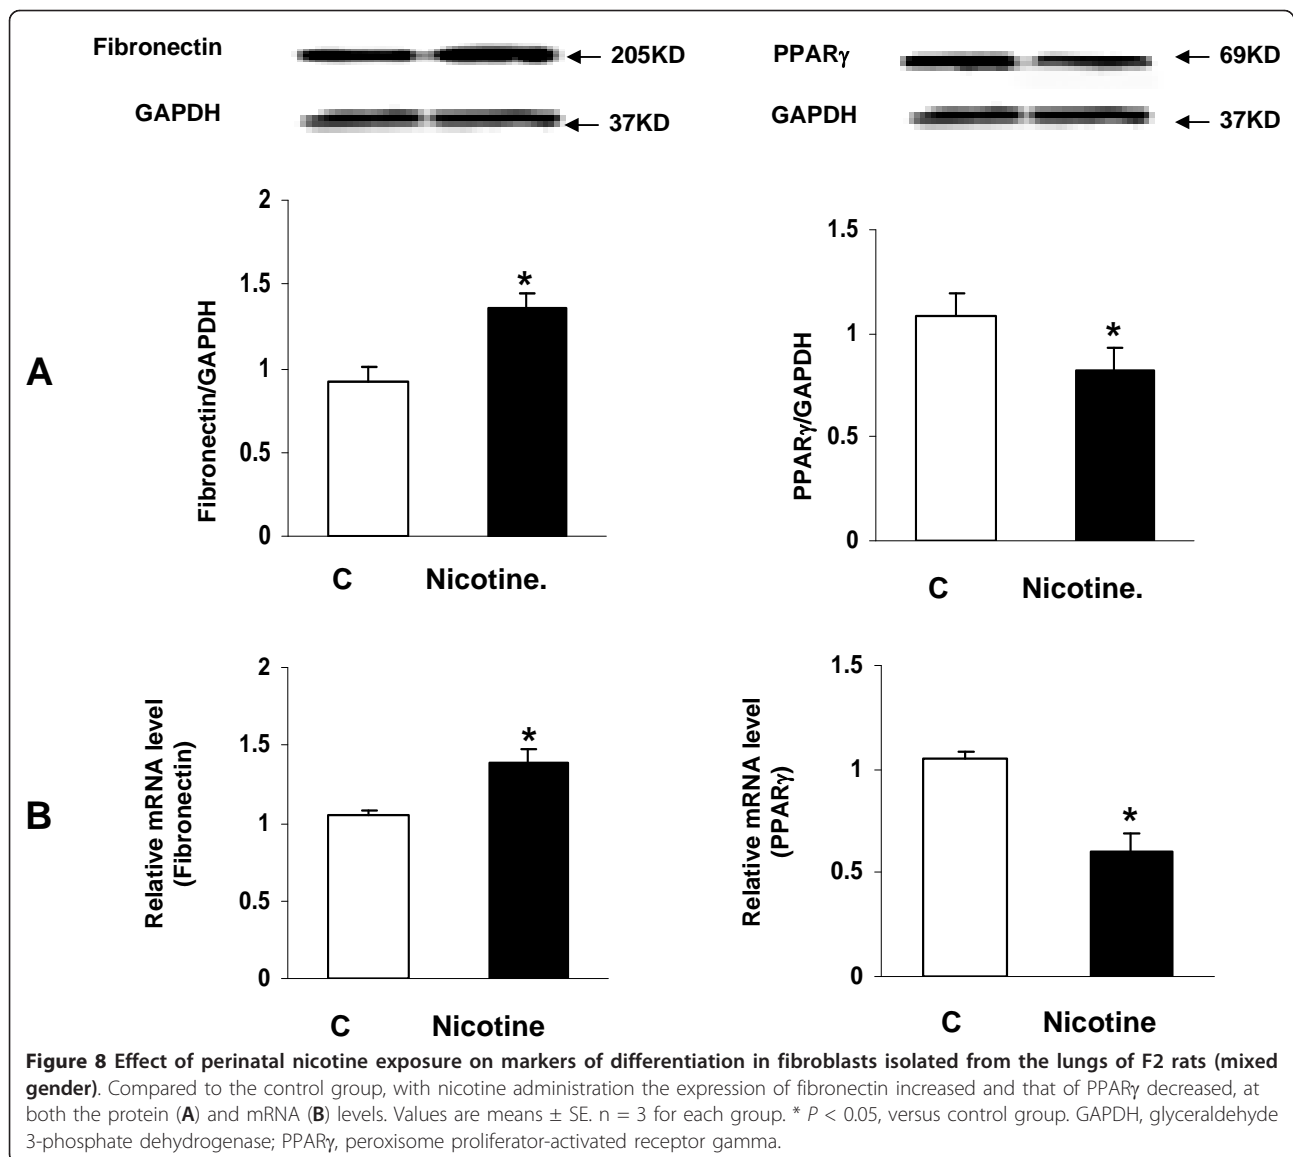 Fibronectin
205KD
PPARγ
69KD
GAPDH
37KD
GAPDH
37KD
A
Fibronectin/GAPDH
2
1.5
1
0.5
0
*
C Nicotine.
PPARγ/GAPDH
1.5
1
0.5
0
*
C Nicotine.
B
Relative mRNA level
(Fibronectin)
2
1.5
1
0.5
0
*
C Nicotine
Relative mRNA level
(PPARγ)
1.5
1
0.5
0
*
C Nicotine
Figure 8 Effect of perinatal nicotine exposure on markers of differentiation in fibroblasts isolated from the lungs of F2 rats (mixed
gender). Compared to the control group, with nicotine administration the expression of fibronectin increased and that of PPARγ decreased, at
both the protein (A) and mRNA (B) levels. Values are means ± SE. n = 3 for each group. * P < 0.05, versus control group. GAPDH, glyceraldehyde
3-phosphate dehydrogenase; PPARγ, peroxisome proliferator-activated receptor gamma.